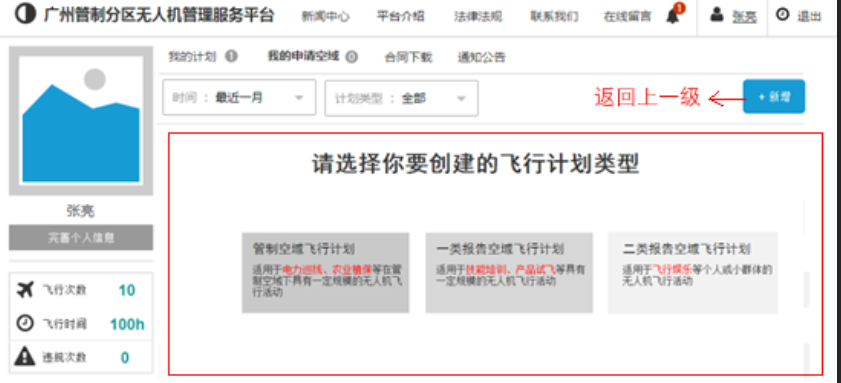 广州管制分区无人机管理服务平台 新闻中心 平台介绍 法律法规 联系我们 在线留言 1 张亮 退出
我的计划 1 我的申请空域 0 合同下载 通知公告
时间 : 最近一月 计划类型 : 全部 返回上一级 + 新增
请选择你要创建的飞行计划类型
张亮
完善个人信息
管制空域飞行计划
适用于电力巡线、农业植保等在管
制空域下具有一定规模的无人机飞
行活动
一类报告空域飞行计划
适用于技能培训、产品试飞等具有
一定规模的无人机飞行活动
二类报告空域飞行计划
适用于飞行娱乐等个人或小群体的
无人机飞行活动
飞行次数 10
飞行时间 100h
违规次数 0